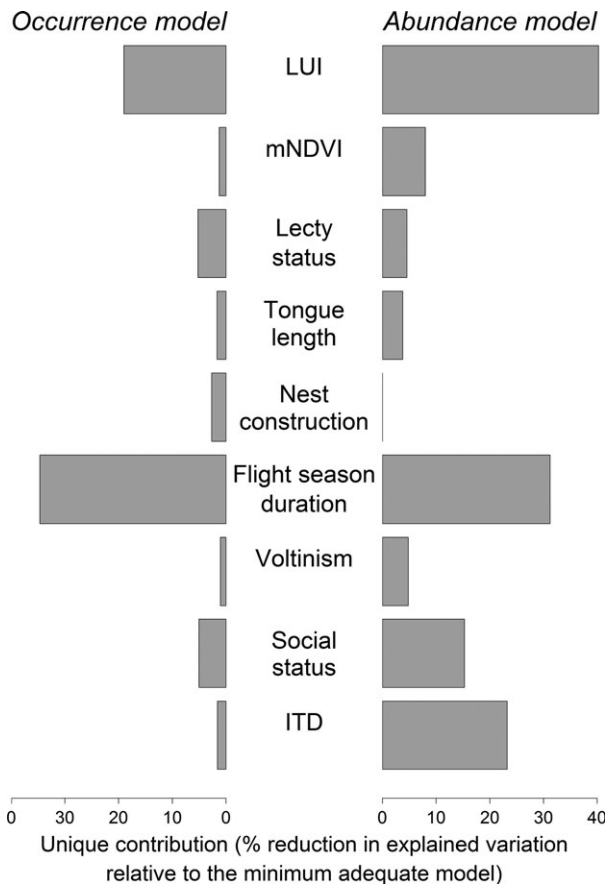 Occurrence model
Abundance model
LUI
mNDVI
Lecty
status
Tongue
length
Nest
construction
Flight season
duration
Voltinism
Social
status
ITD
0 30 20 10 0
0 10 20 30 40
Unique contribution (% reduction in explained variation
relative to the minimum adequate model)